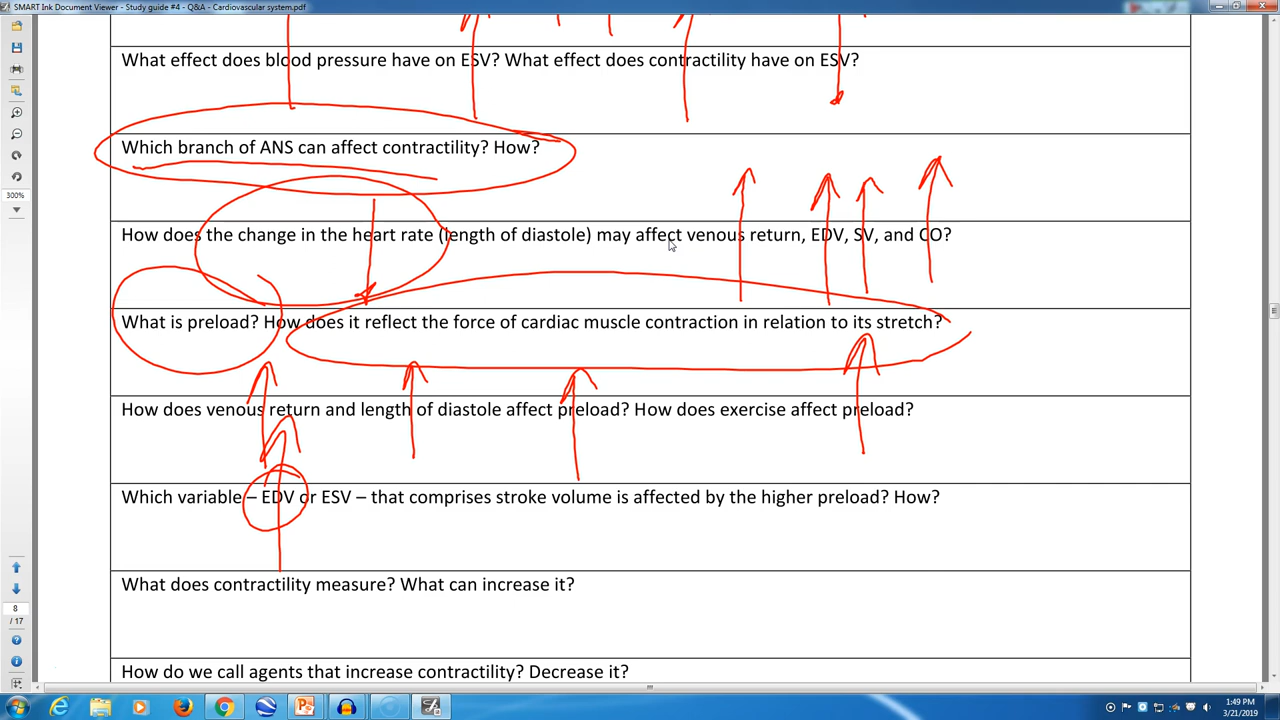 SMART Ink Document Viewer - Study guide #4 - Q&A - Cardiovascular system.pdf
What effect does blood pressure have on ESV? What effect does contractility have on ESV?
Which branch of ANS can affect contractility? How?
300%
How does the change in the heart rate (length of diastole) may affect venous return, EDV, SV, and CO?
What is preload? How does it reflect the force of cardiac muscle contraction in relation to its stretch?
How does venous return and length of diastole affect preload? How does exercise affect preload?
Which variable – EDV or ESV – that comprises stroke volume is affected by the higher preload? How?
What does contractility measure? What can increase it?
8
/ 17
How do we call agents that increase contractility? Decrease it?
1:49 PM
3/21/2019